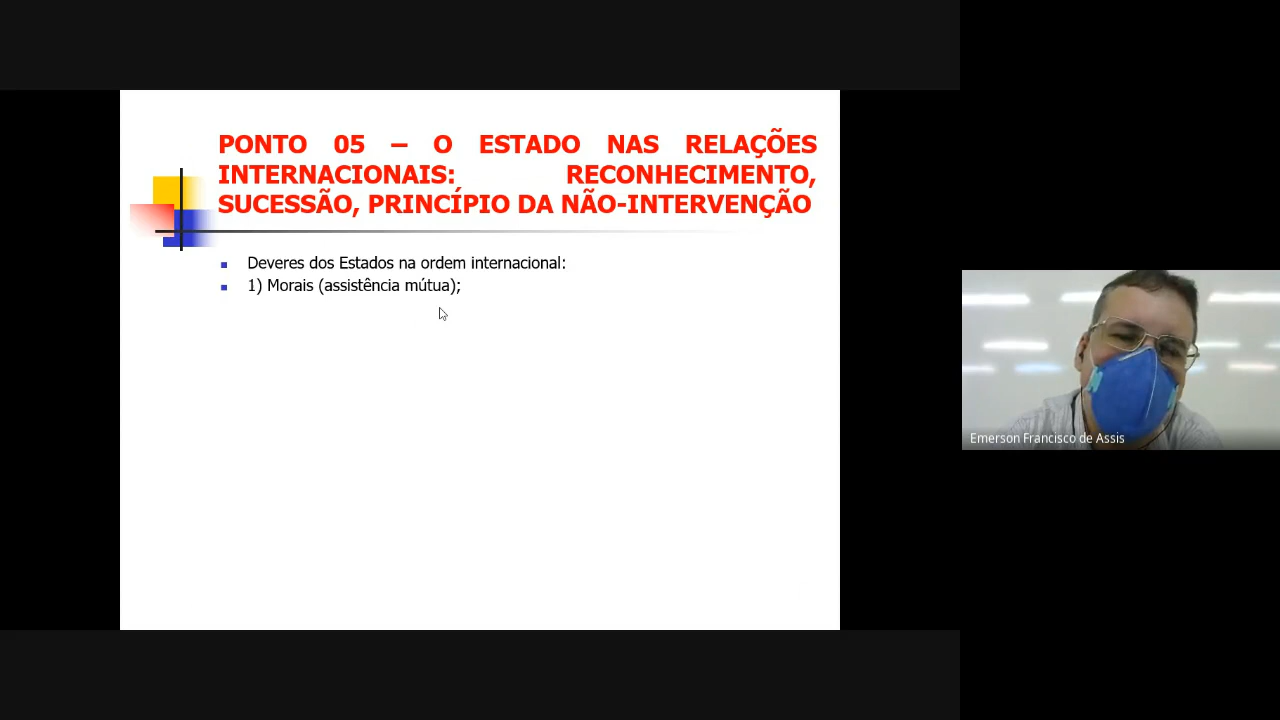 PONTO 05 – O ESTADO NAS RELAÇÕES
INTERNACIONAIS: RECONHECIMENTO,
SUCESSÃO, PRINCÍPIO DA NÃO-INTERVENÇÃO
Deveres dos Estados na ordem internacional:
1) Morais (assistência mútua);
Emerson Francisco de Assis